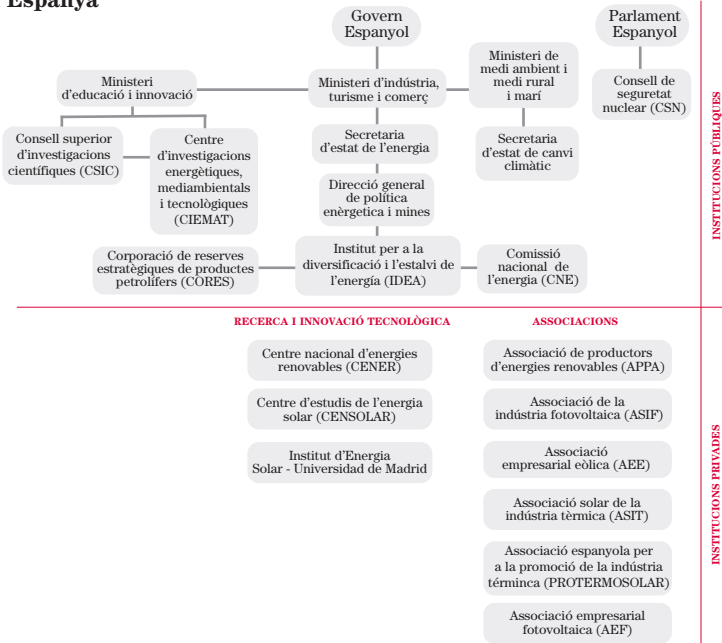 Espanya
Govern
Espanyol
Parlament
Espanyol
Ministeri
d'educació i innovació
Ministeri d'indústria,
turisme i comerç
Ministeri de
medi ambient i
medi rural
i marí
Consell de
seguretat
nuclear (CSN)
Consell superior
d'investigacions
científiques (CSIC)
Centre
d'investigacions
energètiques,
mediambientals
i tecnològiques
(CIEMAT)
Secretaria
d'estat de l'energia
Secretaria
d'estat de canvi
climàtic
Direcció general
de política
enèrgetica i mines
Corporació de reserves
estratègiques de productes
petrolífers (CORES)
Institut per a la
diversificació i l'estalvi de
l'energía (IDEA)
Comissió
nacional de
l'energia (CNE)
INSTITUCIONS PÚBLIQUES
RECERCA I INNOVACIÓ TECNOLÒGICA
Centre nacional d'energies
renovables (CENER)
Centre d'estudis de l'energia
solar (CENSOLAR)
Institut d'Energia
Solar - Universidad de Madrid
ASSOCIACIONS
Associació de productors
d'energies renovables (APPA)
Associació de la
indústria fotovoltaica (ASIF)
Associació
empresarial eòlica (AEE)
Associació solar de la
indústria tèrmica (ASIT)
Associació espanyola per
a la promoció de la indústria
términca (PROTERMOSOLAR)
Associació empresarial
fotovoltaica (AEF)
INSTITUCIONS PRIVADES